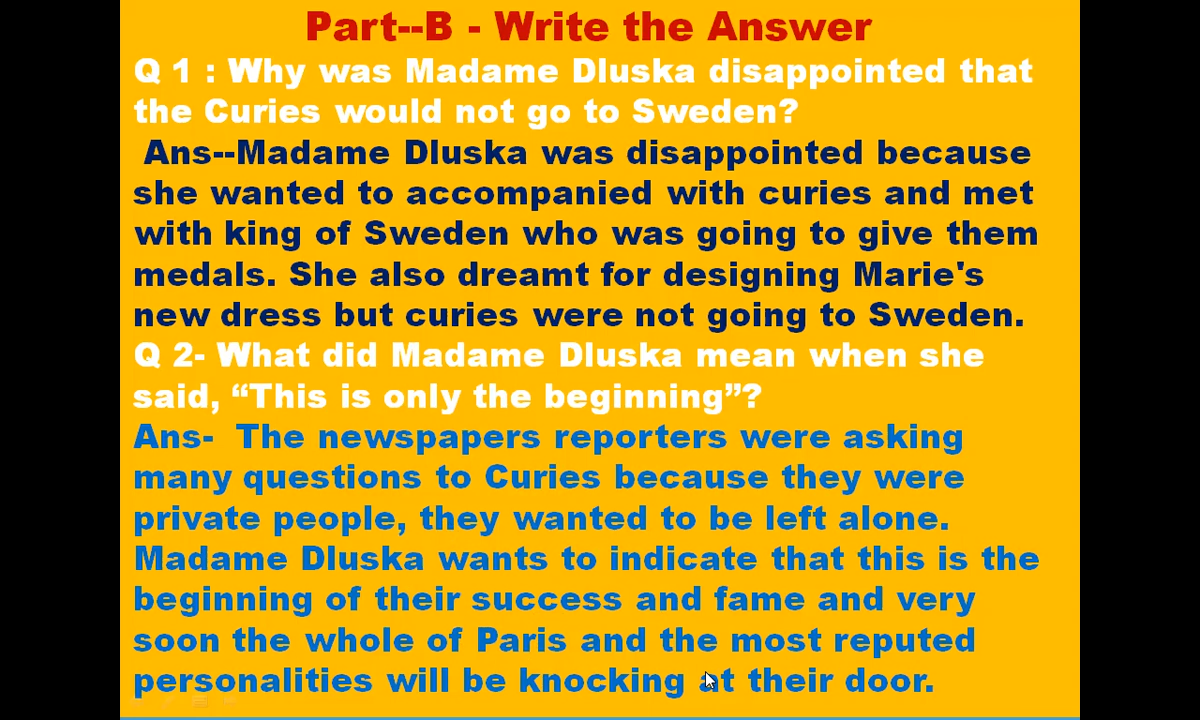 Part--B - Write the Answer
Q 1 : Why was Madame Dluska disappointed that
the Curies would not go to Sweden?
Ans--Madame Dluska was disappointed because
she wanted to accompanied with curies and met
with king of Sweden who was going to give them
medals. She also dreamt for designing Marie's
new dress but curies were not going to Sweden.
Q 2- What did Madame Dluska mean when she
said, “This is only the beginning”?
Ans-  The newspapers reporters were asking
many questions to Curies because they were
private people, they wanted to be left alone.
Madame Dluska wants to indicate that this is the
beginning of their success and fame and very
soon the whole of Paris and the most reputed
personalities will be knocking at their door.